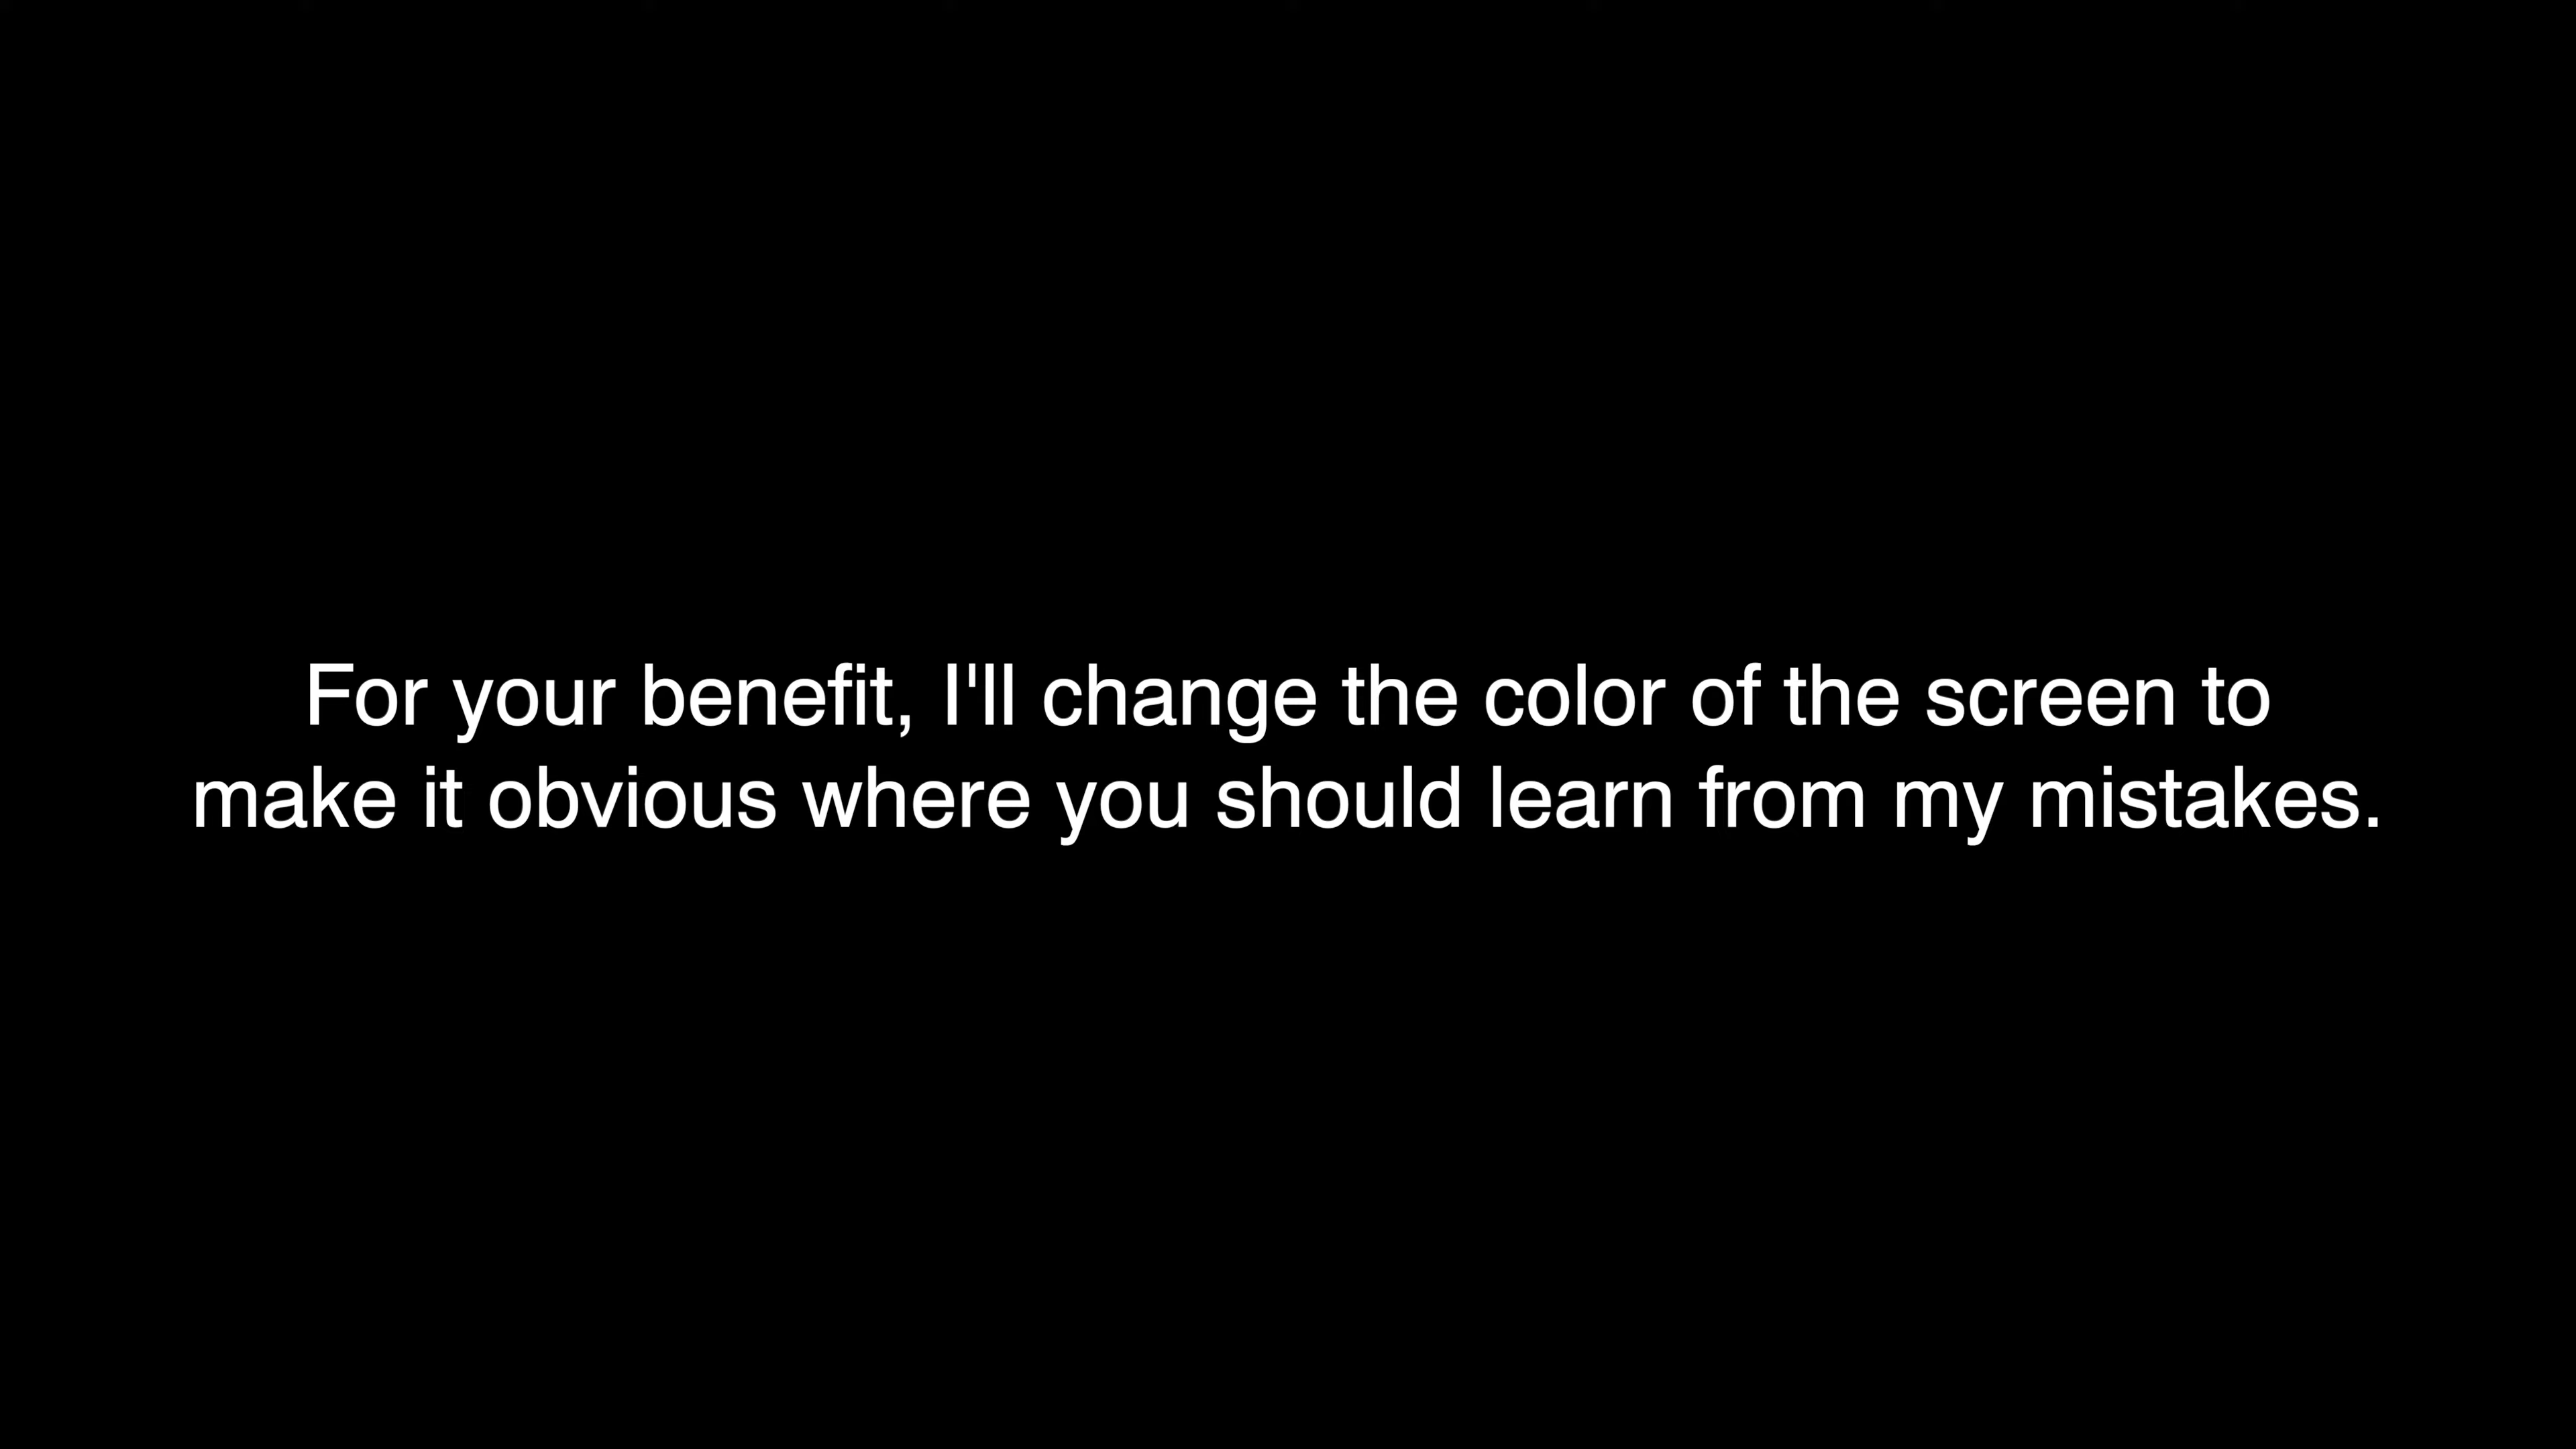 For your benefit, I'll change the color of the screen to
make it obvious where you should learn from my mistakes.